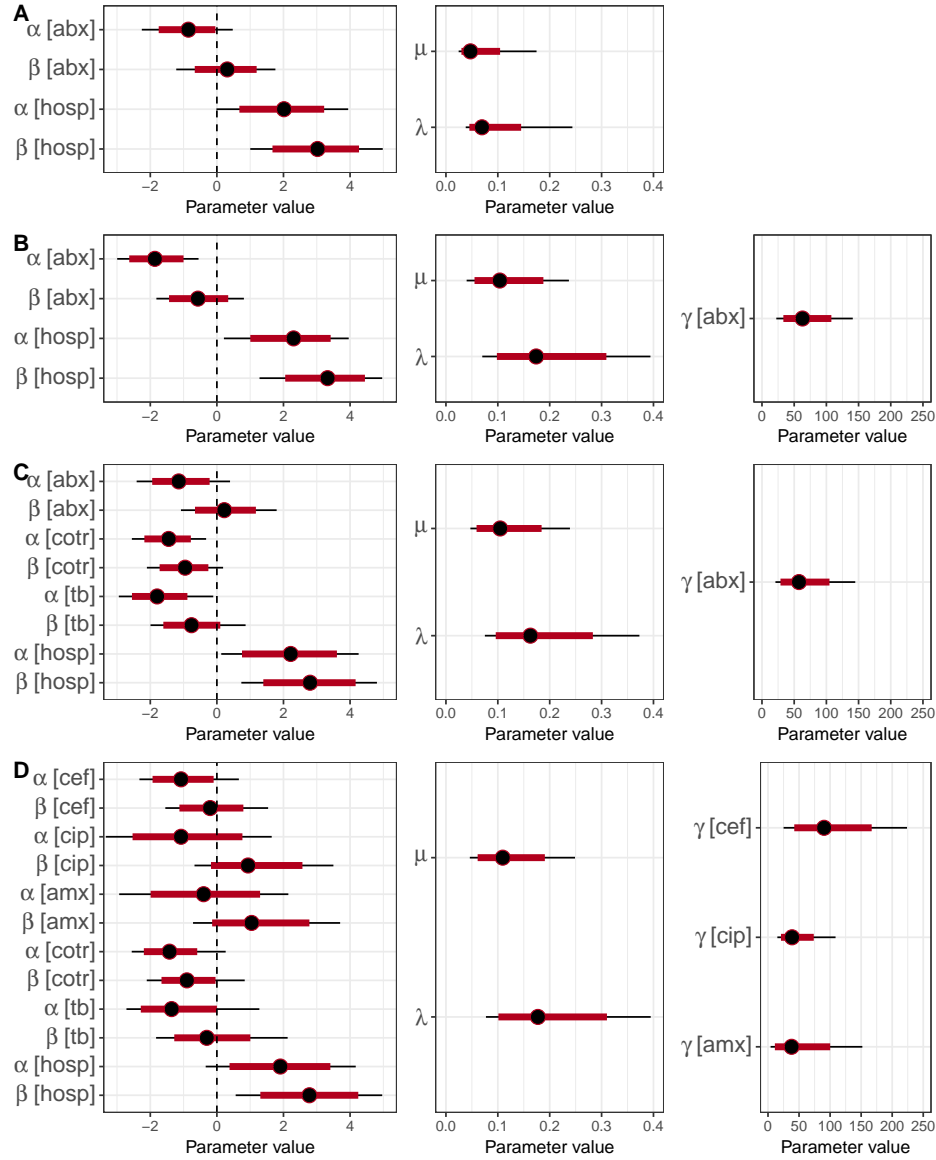 A
α [abx]
β [abx]
α [hosp]
β [hosp]
−2 0 2 4
Parameter value
μ
λ
0.0 0.1 0.2 0.3 0.4
Parameter value
B
α [abx]
β [abx]
α [hosp]
β [hosp]
−2 0 2 4
Parameter value
μ
λ
0.0 0.1 0.2 0.3 0.4
Parameter value
γ [abx]
0 50 100 150 200 250
Parameter value
C
α [abx]
β [abx]
α [cotr]
β [cotr]
α [tb]
β [tb]
α [hosp]
β [hosp]
−2 0 2 4
Parameter value
μ
λ
0.0 0.1 0.2 0.3 0.4
Parameter value
γ [abx]
0 50 100 150 200 250
Parameter value
D
α [cef]
β [cef]
α [cip]
β [cip]
α [amx]
β [amx]
α [cotr]
β [cotr]
α [tb]
β [tb]
α [hosp]
β [hosp]
−2 0 2 4
Parameter value
μ
λ
0.0 0.1 0.2 0.3 0.4
Parameter value
γ [cef]
γ [cip]
γ [amx]
0 50 100 150 200 250
Parameter value